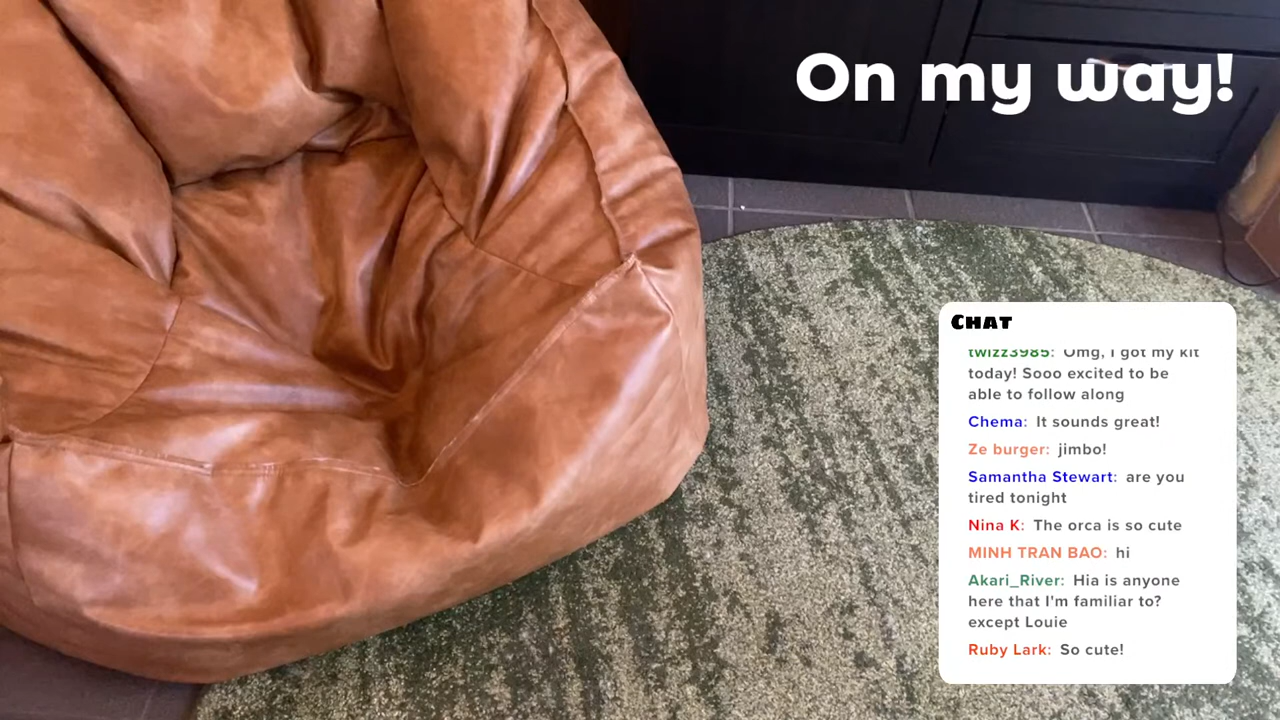 On my way!
Chat
twizz3985: Omg, I got my kit
today! Sooo excited to be
able to follow along
Chema: It sounds great!
Ze burger: jimbo!
Samantha Stewart: are you
tired tonight
Nina K: The orca is so cute
MINH TRAN BAO: hi
Akari_River: Hia is anyone
here that I'm familiar to?
except Louie
Ruby Lark: So cute!